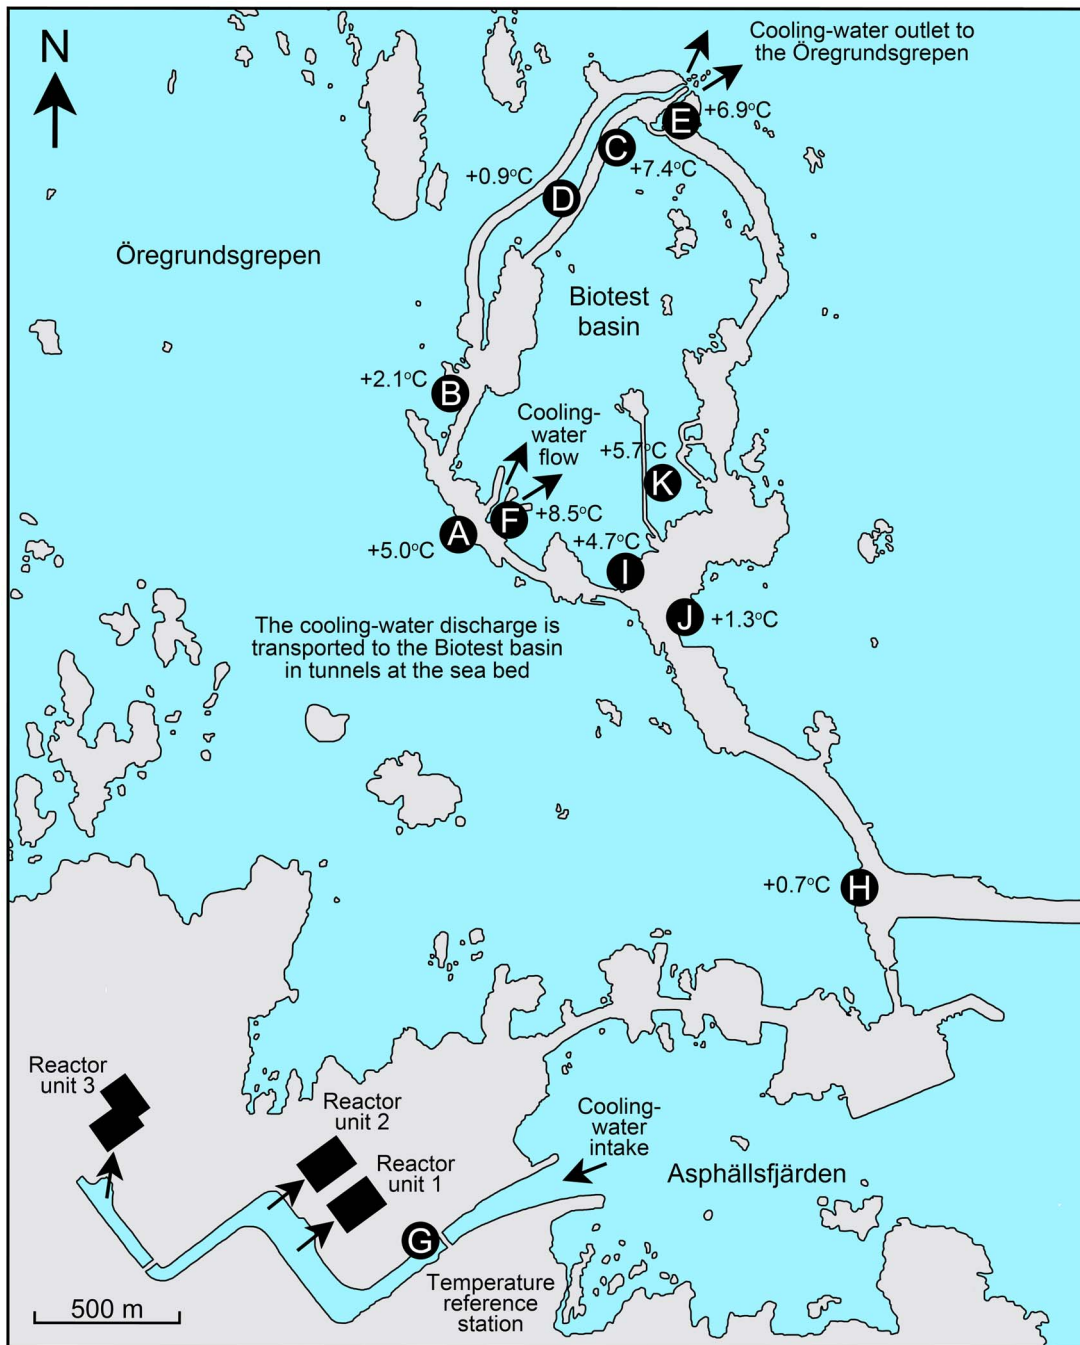 N
Cooling-water outlet to
the Öregrundsgrepen
E
+6.9°C
C
+7.4°C
+0.9°C
D
Öregrundsgrepen
Biotest
basin
+2.1°C
B
Cooling-
water
flow
+5.7°C
K
F
+8.5°C
A
+5.0°C
+4.7°C
I
J
+1.3°C
The cooling-water discharge is
transported to the Biotest basin
in tunnels at the sea bed
+0.7°C
H
Reactor
unit 3
Reactor
unit 2
Reactor
unit 1
Cooling-
water
intake
Asphällsfjärden
G
Temperature
reference
station
500 m